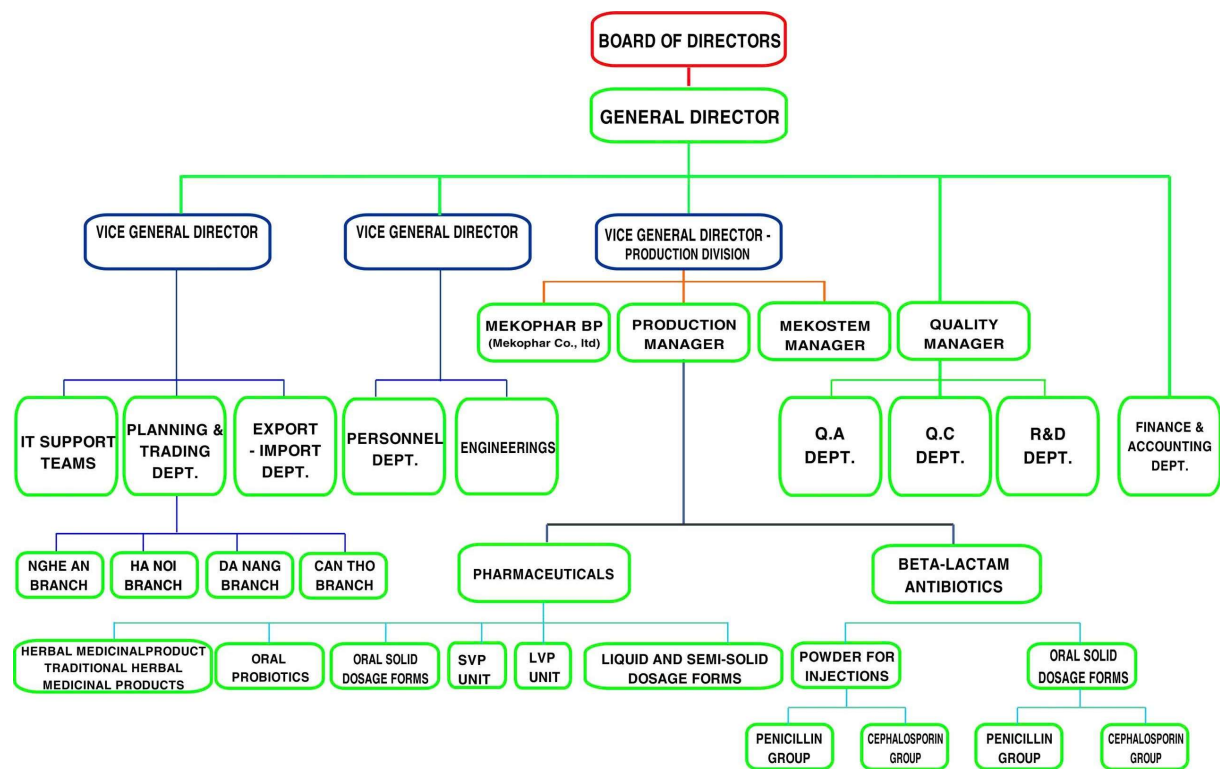 BOARD OF DIRECTORS
GENERAL DIRECTOR
VICE GENERAL DIRECTOR
VICE GENERAL DIRECTOR
VICE GENERAL DIRECTOR -
PRODUCTION DIVISION
MEKOPHAR BP
(Mekophar Co., ltd)
PRODUCTION
MANAGER
MEKOSTEM
MANAGER
QUALITY
MANAGER
IT SUPPORT
TEAMS
PLANNING &
TRADING
DEPT.
EXPORT
- IMPORT
DEPT.
PERSONNEL
DEPT.
ENGINEERINGS
Q.A
DEPT.
Q.C
DEPT.
R&D
DEPT.
FINANCE &
ACCOUNTING
DEPT.
NGHE AN
BRANCH
HA NOI
BRANCH
DA NANG
BRANCH
CAN THO
BRANCH
PHARMACEUTICALS
BETA-LACTAM
ANTIBIOTICS
HERBAL MEDICINALPRODUCT
TRADITIONAL HERBAL
MEDICINAL PRODUCTS
ORAL
PROBIOTICS
ORAL SOLID
DOSAGE FORMS
SVP
UNIT
LVP
UNIT
LIQUID AND SEMI-SOLID
DOSAGE FORMS
POWDER FOR
INJECTIONS
ORAL SOLID
DOSAGE FORMS
PENICILLIN
GROUP
CEPHALOSPORIN
GROUP
PENICILLIN
GROUP
CEPHALOSPORIN
GROUP